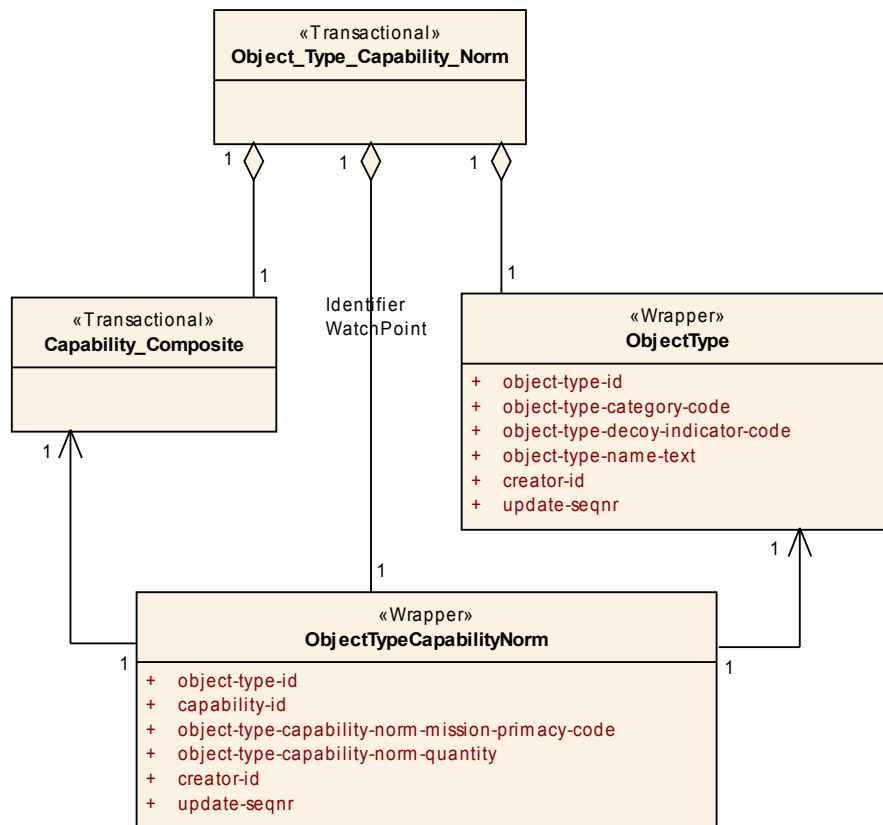 «Transactional»
Object_Type_Capability_Norm
1
1
1
1
1
Identifier
WatchPoint
«Transactional»
Capability_Composite
«Wrapper»
ObjectType
+ object-type-id
+ object-type-category-code
+ object-type-decoy-indicator-code
+ object-type-name-text
+ creator-id
+ update-seqnr
1
1
1
«Wrapper»
ObjectTypeCapabilityNorm
1
1
+ object-type-id
+ capability-id
+ object-type-capability-norm-mission-primacy-code
+ object-type-capability-norm-quantity
+ creator-id
+ update-seqnr